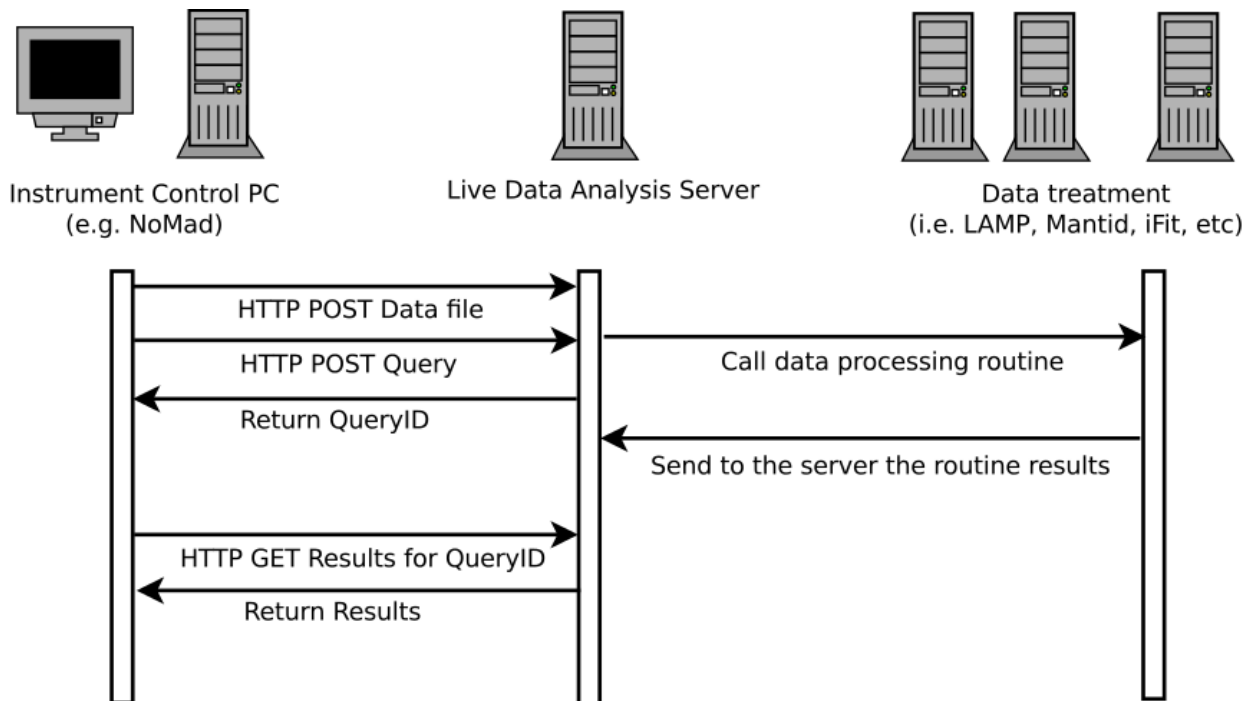 Instrument Control PC
(e.g. NoMad)
Live Data Analysis Server
Data treatment
(i.e. LAMP, Mantid, iFit, etc)
HTTP POST Data file
HTTP POST Query
Call data processing routine
Return QueryID
Send to the server the routine results
HTTP GET Results for QueryID
Return Results